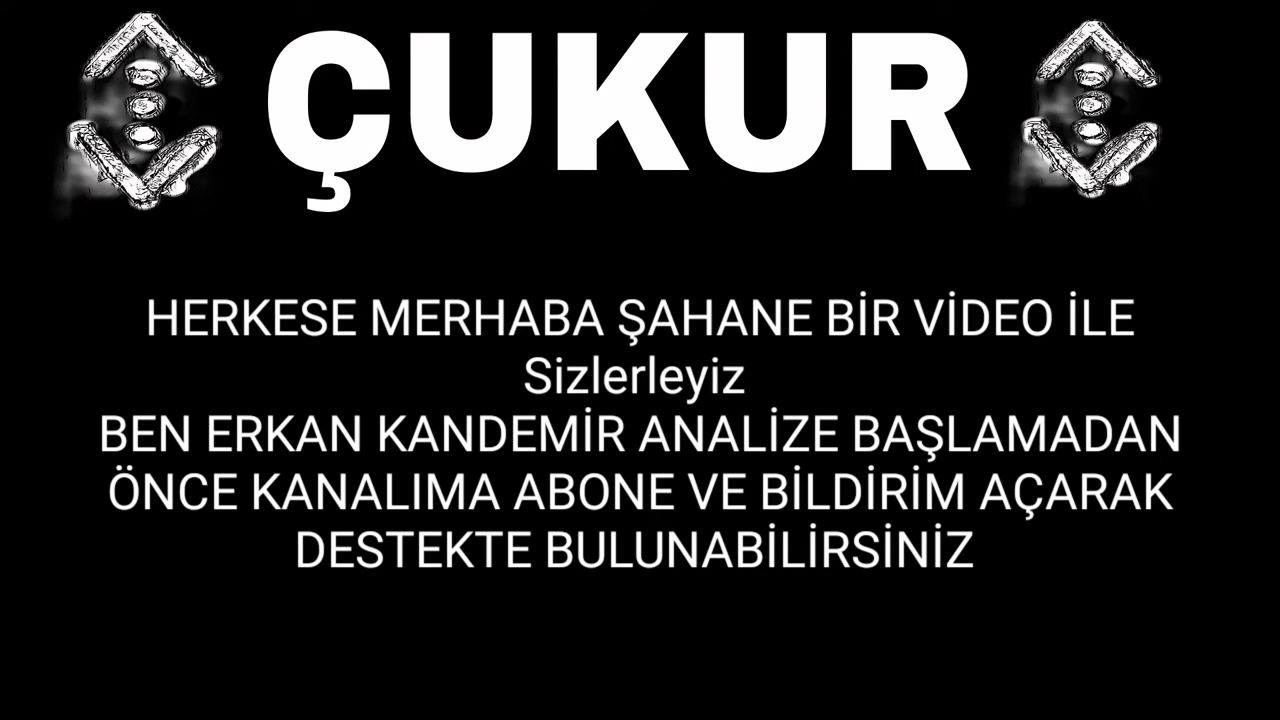 ÇUKUR
HERKESE MERHABA ŞAHANE BİR VİDEO İLE
Sizlerleyiz
BEN ERKAN KANDEMİR ANALİZE BAŞLAMADAN
ÖNCE KANALIMA ABONE VE BİLDİRİM AÇARAK
DESTEKTE BULUNABİLİRSİNİZ